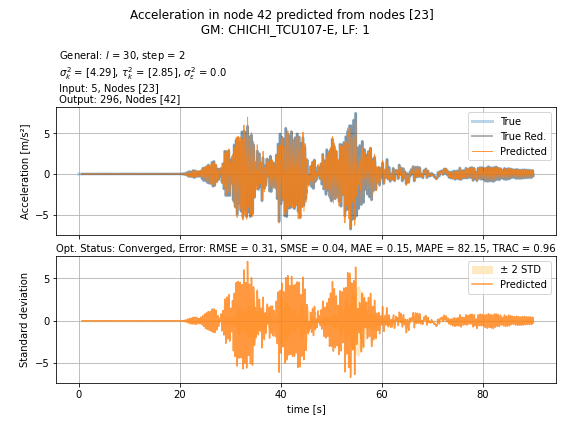 Acceleration in node 42 predicted from nodes [23]
GM: CHICHI_TCU107-E, LF: 1
General: l = 30, step = 2
σ²ₖ = [4.29], τ²ₖ = [2.85], σ²ε = 0.0
Input: 5, Nodes [23]
Output: 296, Nodes [42]
Acceleration [m/s²]
5
0
−5
True
True Red.
Predicted
Opt. Status: Converged, Error: RMSE = 0.31, SMSE = 0.04, MAE = 0.15, MAPE = 82.15, TRAC = 0.96
Standard deviation
5
0
−5
± 2 STD
Predicted
0 20 40 60 80
time [s]